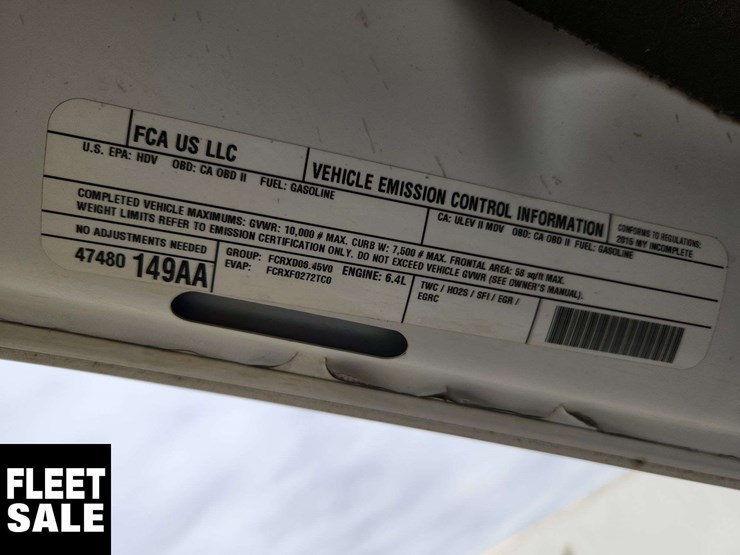 FCA US LLC
VEHICLE EMISSION CONTROL INFORMATION
CONFORMS TO REGULATIONS:
2015 MY INCOMPLETE
U.S. EPA: HDV OBD: CA OBD II FUEL: GASOLINE
CA: ULEV II MDV OBD: CA OBD II FUEL: GASOLINE
COMPLETED VEHICLE MAXIMUMS: GVWR: 10,000 # MAX. CURB W: 7,500 # MAX. FRONTAL AREA: 58 sq/ft MAX.
WEIGHT LIMITS REFER TO EMISSION CERTIFICATION ONLY. DO NOT EXCEED VEHICLE GVWR (SEE OWNER'S MANUAL).
NO ADJUSTMENTS NEEDED
47480 149AA
GROUP: FCRXD06.45V0 ENGINE: 6.4L
EVAP: FCRXF0272TC0
TWC / HO2S / SFI / EGR /
EGRC
FLEET
SALE